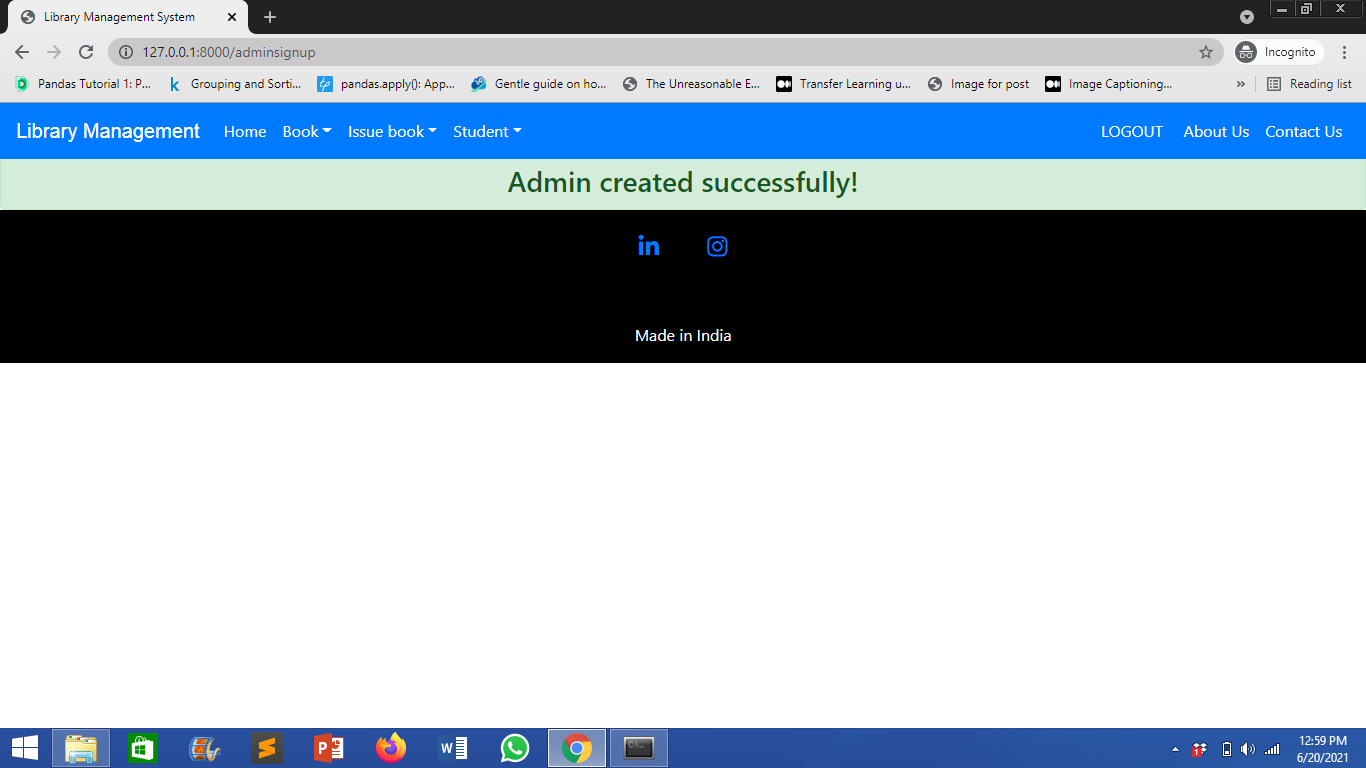 Library Management System
127.0.0.1:8000/adminsignup
Incognito
Pandas Tutorial 1: P...
Grouping and Sorti...
pandas.apply(): App...
Gentle guide on ho...
The Unreasonable E...
Transfer Learning u...
Image for post
Image Captioning...
»
Reading list
Library Management
Home
Book
Issue book
Student
LOGOUT
About Us
Contact Us
Admin created successfully!
Made in India
12:59 PM
6/20/2021